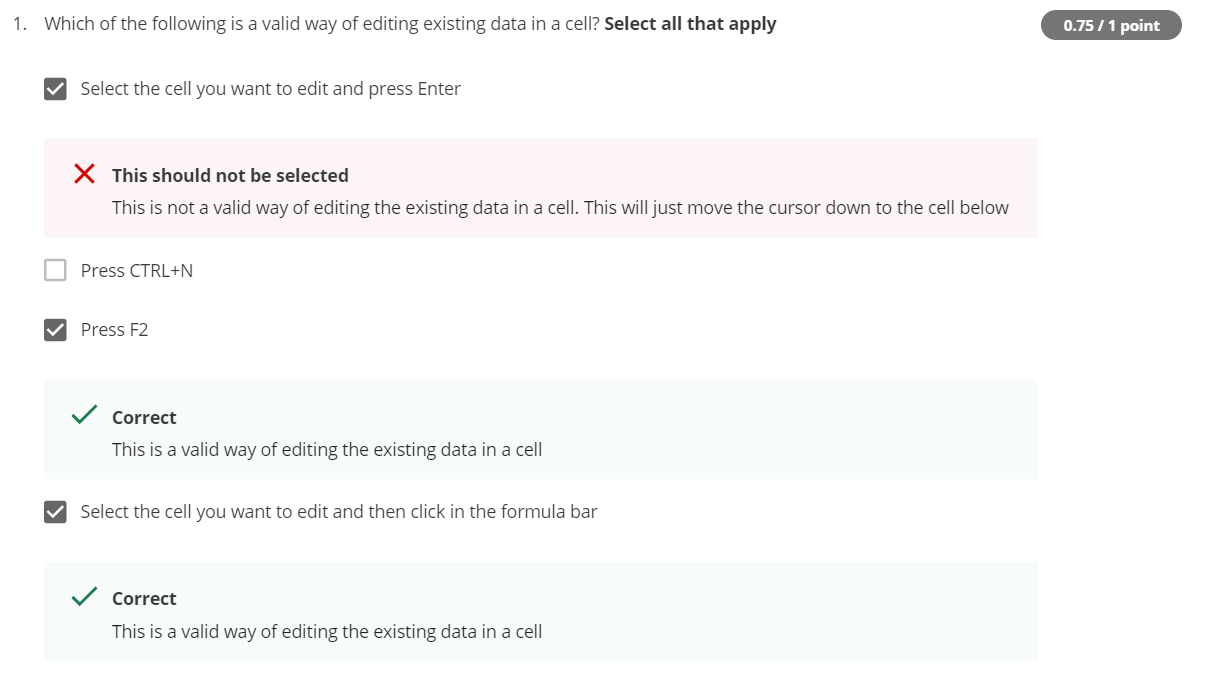 1. Which of the following is a valid way of editing existing data in a cell? Select all that apply
0.75 / 1 point
Select the cell you want to edit and press Enter
This should not be selected
This is not a valid way of editing the existing data in a cell. This will just move the cursor down to the cell below
Press CTRL+N
Press F2
Correct
This is a valid way of editing the existing data in a cell
Select the cell you want to edit and then click in the formula bar
Correct
This is a valid way of editing the existing data in a cell